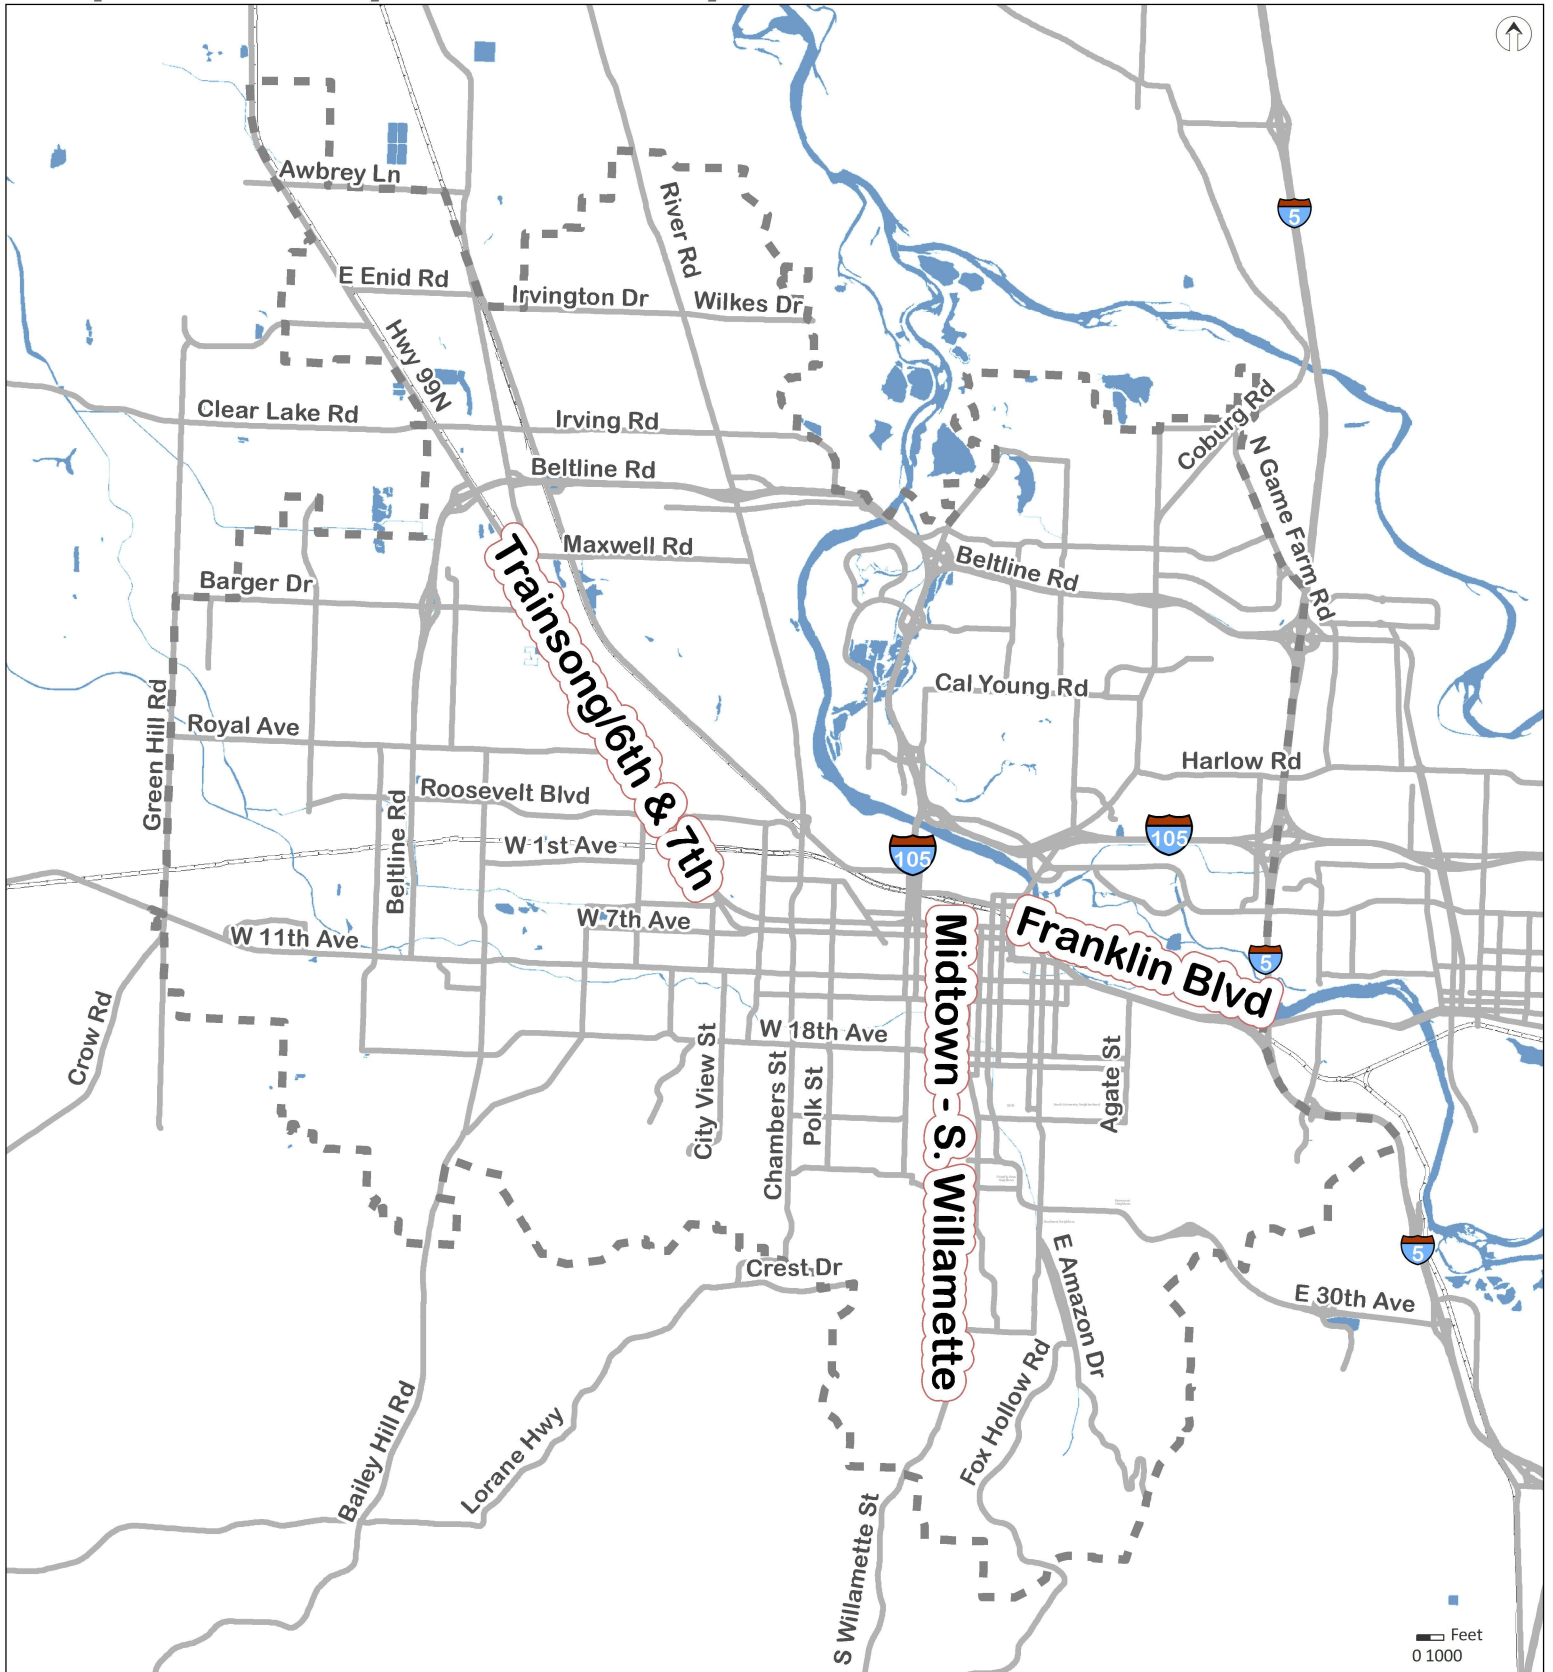 Awbrey Ln
River Rd
5
E Enid Rd
Irvington Dr
Wilkes Dr
Hwy 99N
Clear Lake Rd
Irving Rd
Coburg Rd
N Game Farm Rd
Beltline Rd
Maxwell Rd
Beltline Rd
Barger Dr
Trainsong/6th & 7th
Cal Young Rd
Green Hill Rd
Royal Ave
Harlow Rd
Roosevelt Blvd
Beltline Rd
W 1st Ave
105
105
W 7th Ave
W 11th Ave
Franklin Blvd
5
Midtown - S. Willamette
Crow Rd
W 18th Ave
City View St
Chambers St
Polk St
Agate St
5
E Amazon Dr
Crest Dr
E 30th Ave
Fox Hollow Rd
Bailey Hill Rd
Lorane Hwy
S Willamette St
Feet
0 1000